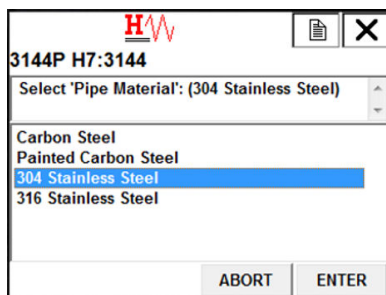 H
3144P H7:3144
Select 'Pipe Material': (304 Stainless Steel)
Carbon Steel
Painted Carbon Steel
304 Stainless Steel
316 Stainless Steel
ABORT ENTER